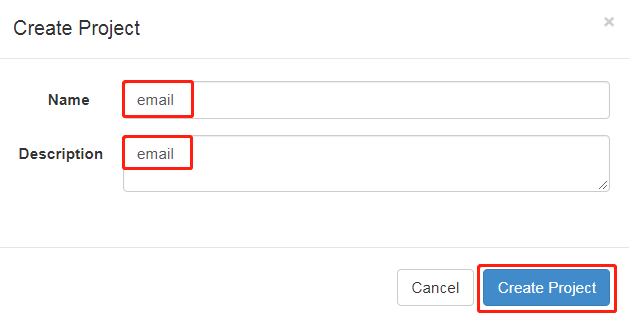 Create Project
×
Name
email
Description
email
Cancel
Create Project